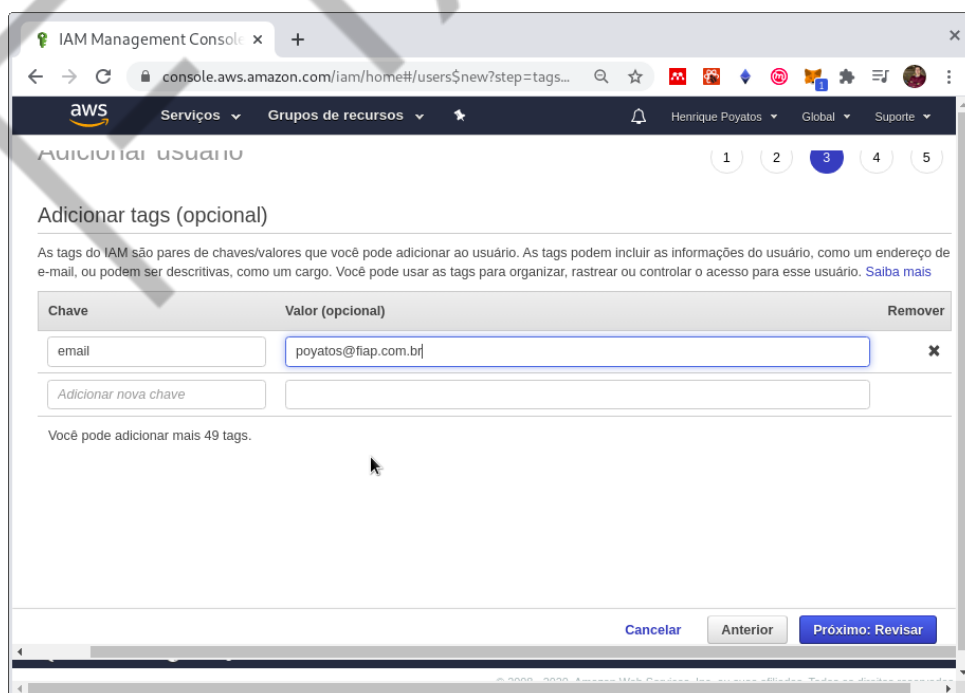 IAM Management Console
console.aws.amazon.com/iam/home#/users$new?step=tags...
1
aws Serviços Grupos de recursos Henrique Poyatos Global Suporte
Adicionar usuário 1 2 3 4 5
Adicionar tags (opcional)
As tags do IAM são pares de chaves/valores que você pode adicionar ao usuário. As tags podem incluir as informações do usuário, como um endereço de
e-mail, ou podem ser descritivas, como um cargo. Você pode usar as tags para organizar, rastrear ou controlar o acesso para esse usuário. Saiba mais
Chave Valor (opcional) Remover
email poyatos@fiap.com.br
Adicionar nova chave
Você pode adicionar mais 49 tags.
Cancelar Anterior Próximo: Revisar